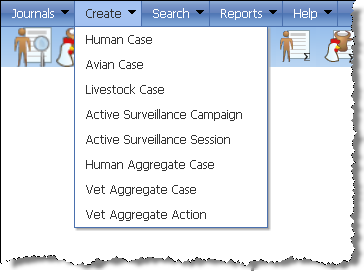 Journals Create Search Reports Help
Human Case
Avian Case
Livestock Case
Active Surveillance Campaign
Active Surveillance Session
Human Aggregate Case
Vet Aggregate Case
Vet Aggregate Action